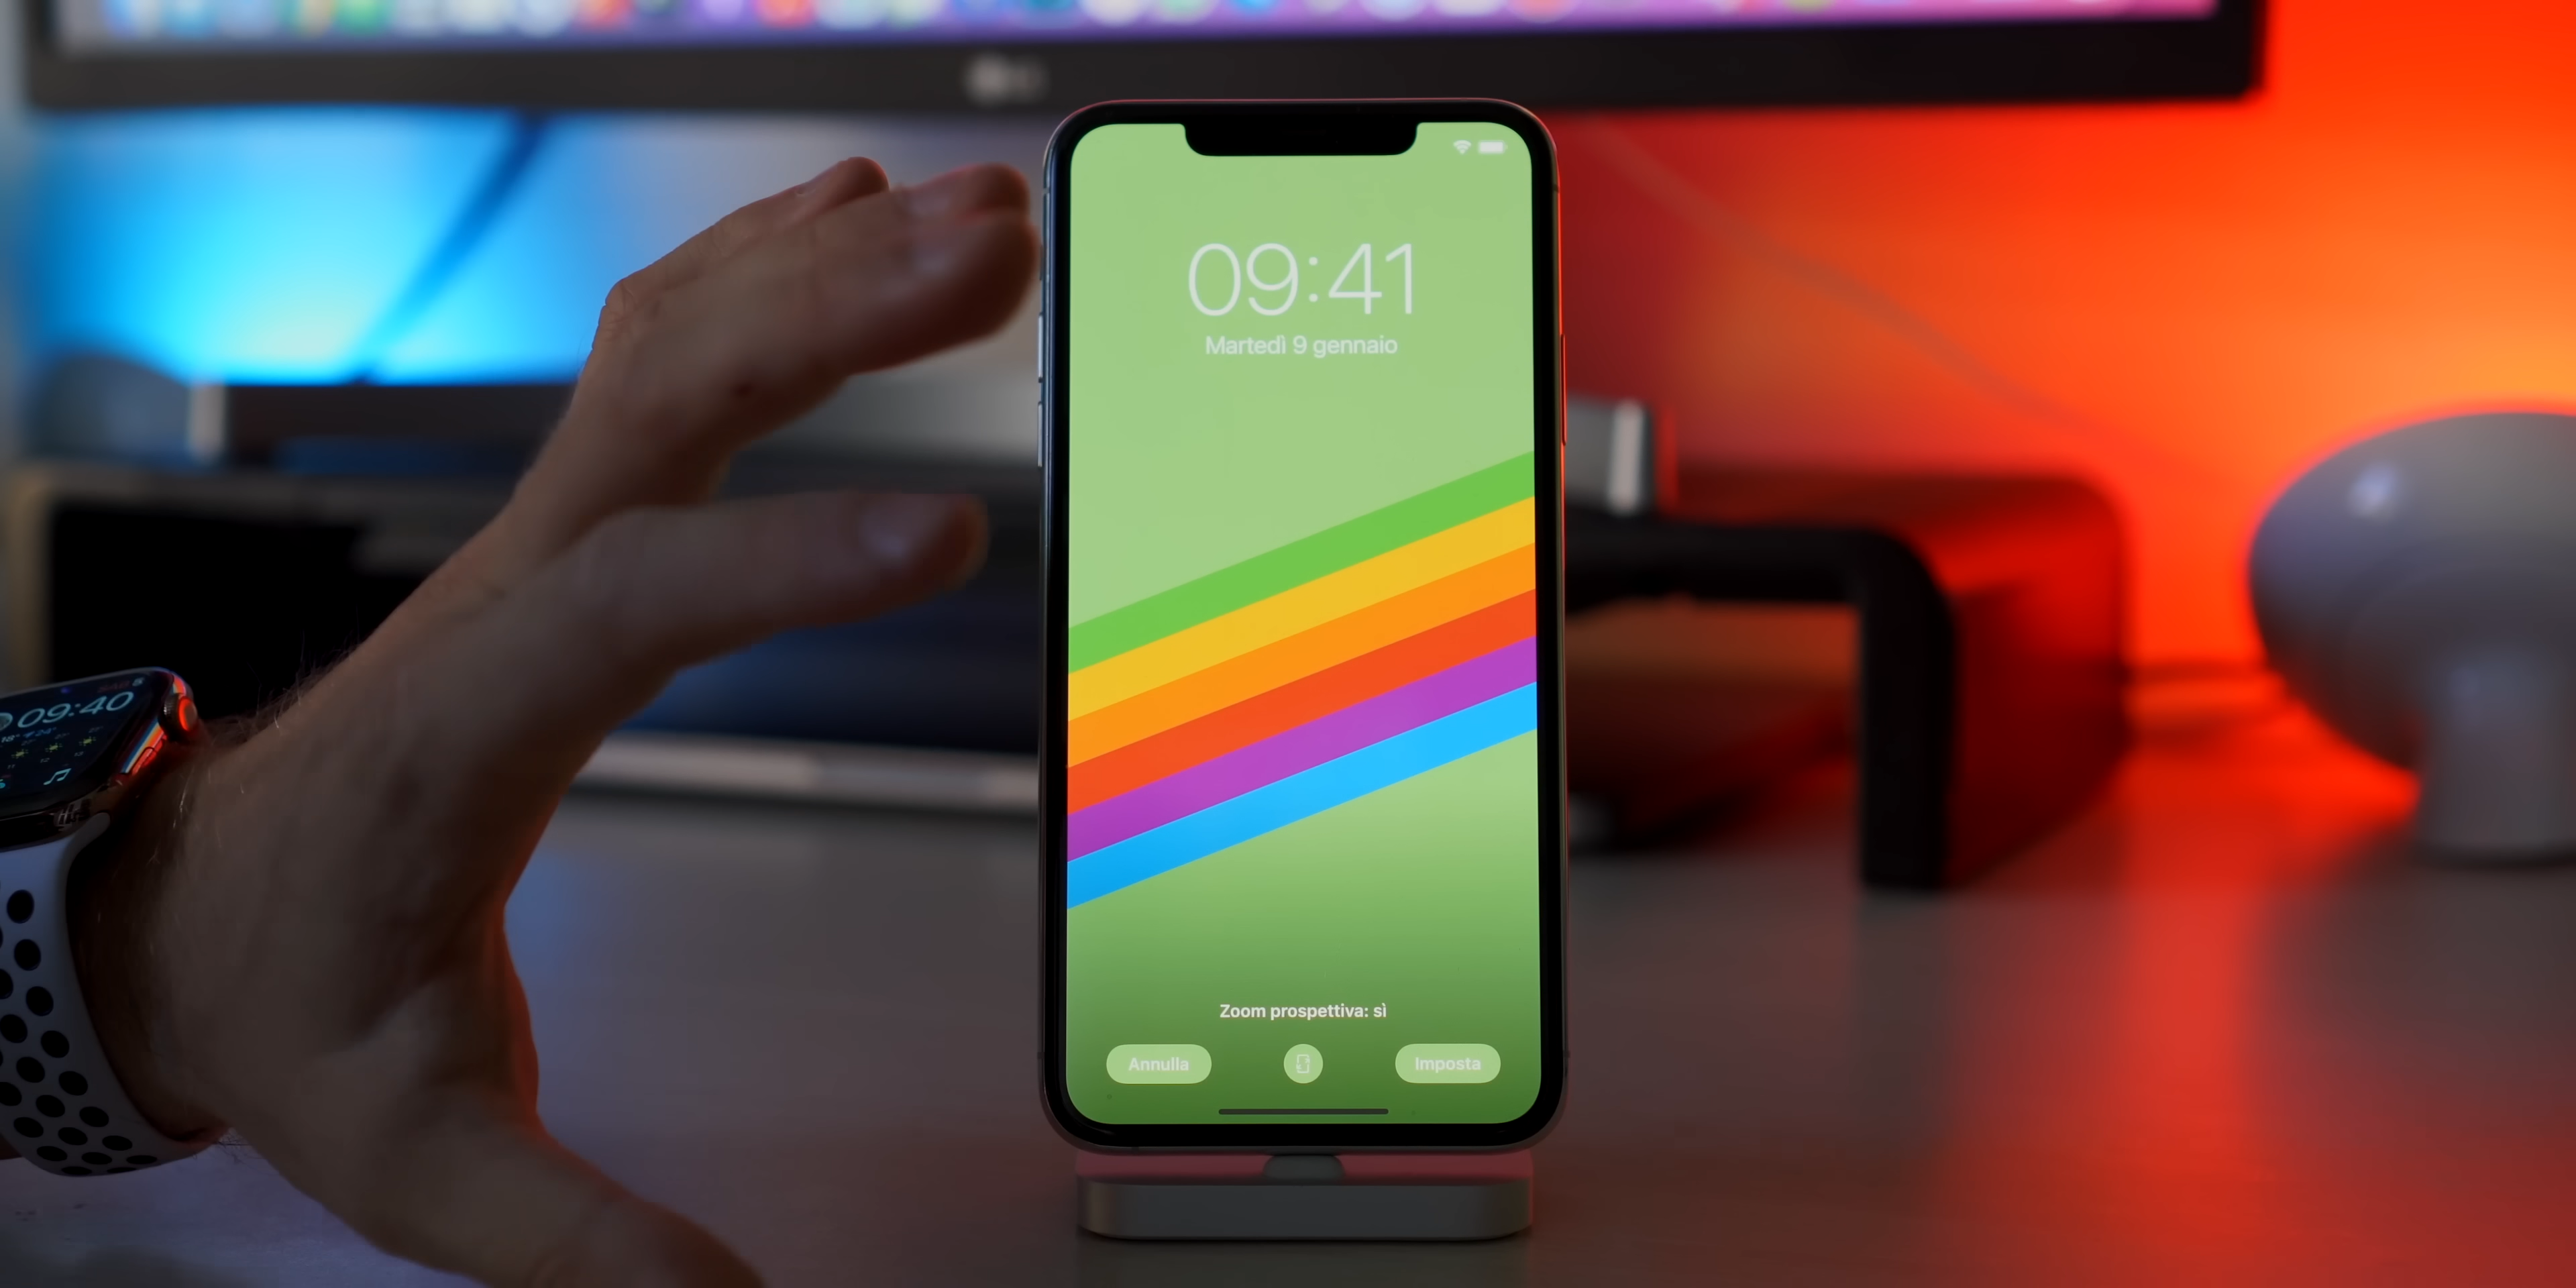 09:41
Martedì 9 gennaio
09:40
Zoom prospettiva: sì
Annulla
Imposta